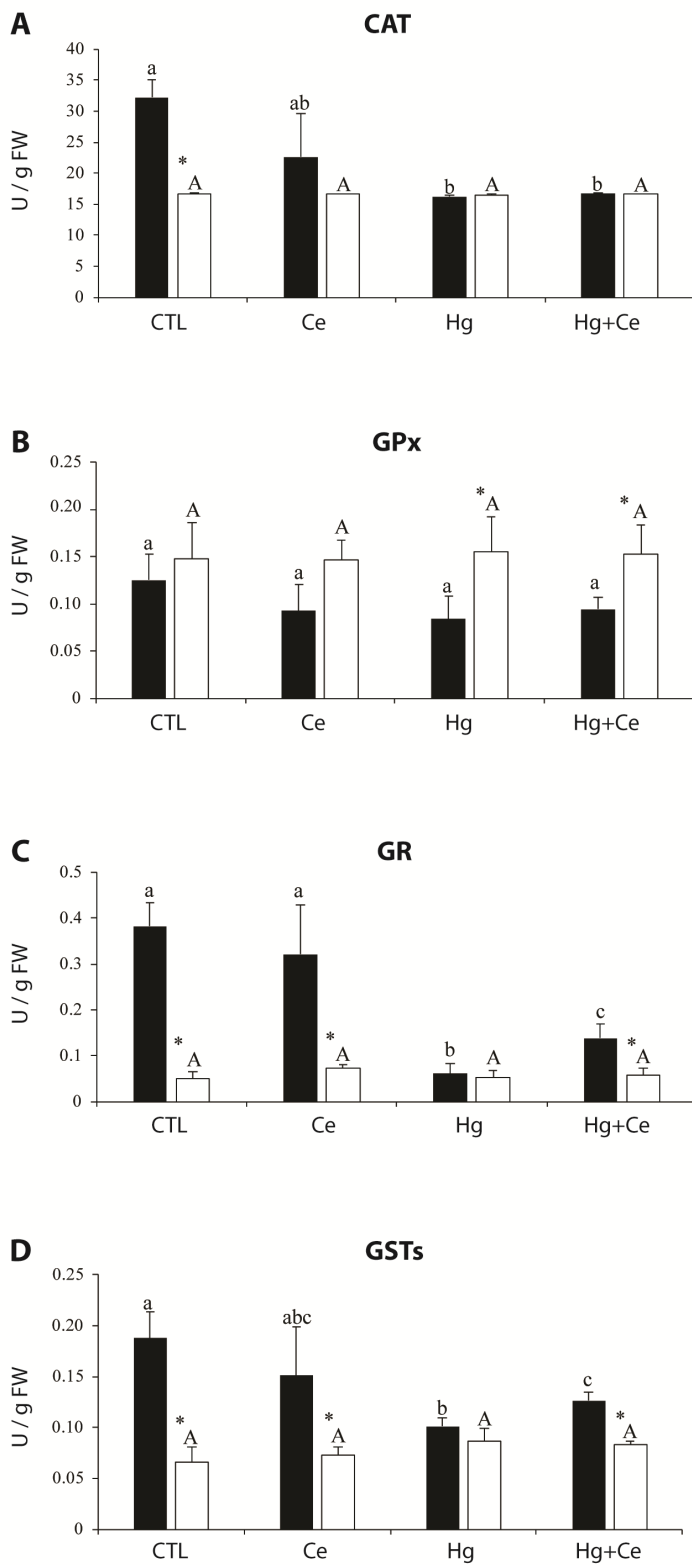 A
CAT
U / g FW
40
35
30
25
20
15
10
5
0
a
*
A
ab
A
b
A
b
A
CTL
Ce
Hg
Hg+Ce
B
GPx
U / g FW
0.25
0.20
0.15
0.10
0.05
0
a
A
a
A
a
*
A
a
*
A
CTL
Ce
Hg
Hg+Ce
C
GR
U / g FW
0.5
0.4
0.3
0.2
0.1
0
a
*
A
a
*
A
b
A
c
*
A
CTL
Ce
Hg
Hg+Ce
D
GSTs
U / g FW
0.25
0.20
0.15
0.10
0.05
0
a
*
A
abc
*
A
b
A
c
*
A
CTL
Ce
Hg
Hg+Ce